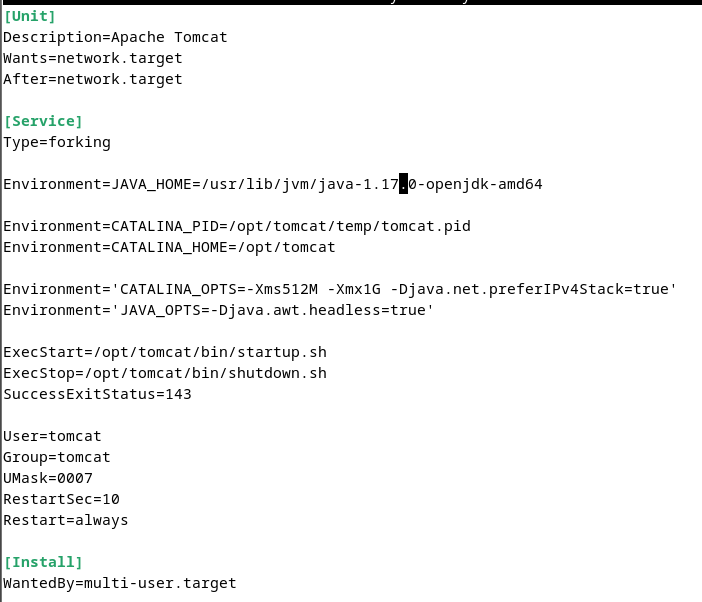 [Unit]
Description=Apache Tomcat
Wants=network.target
After=network.target
[Service]
Type=forking
Environment=JAVA_HOME=/usr/lib/jvm/java-1.17.0-openjdk-amd64
Environment=CATALINA_PID=/opt/tomcat/temp/tomcat.pid
Environment=CATALINA_HOME=/opt/tomcat
Environment='CATALINA_OPTS=-Xms512M -Xmx1G -Djava.net.preferIPv4Stack=true'
Environment='JAVA_OPTS=-Djava.awt.headless=true'
ExecStart=/opt/tomcat/bin/startup.sh
ExecStop=/opt/tomcat/bin/shutdown.sh
SuccessExitStatus=143
User=tomcat
Group=tomcat
UMask=0007
RestartSec=10
Restart=always
[Install]
WantedBy=multi-user.target